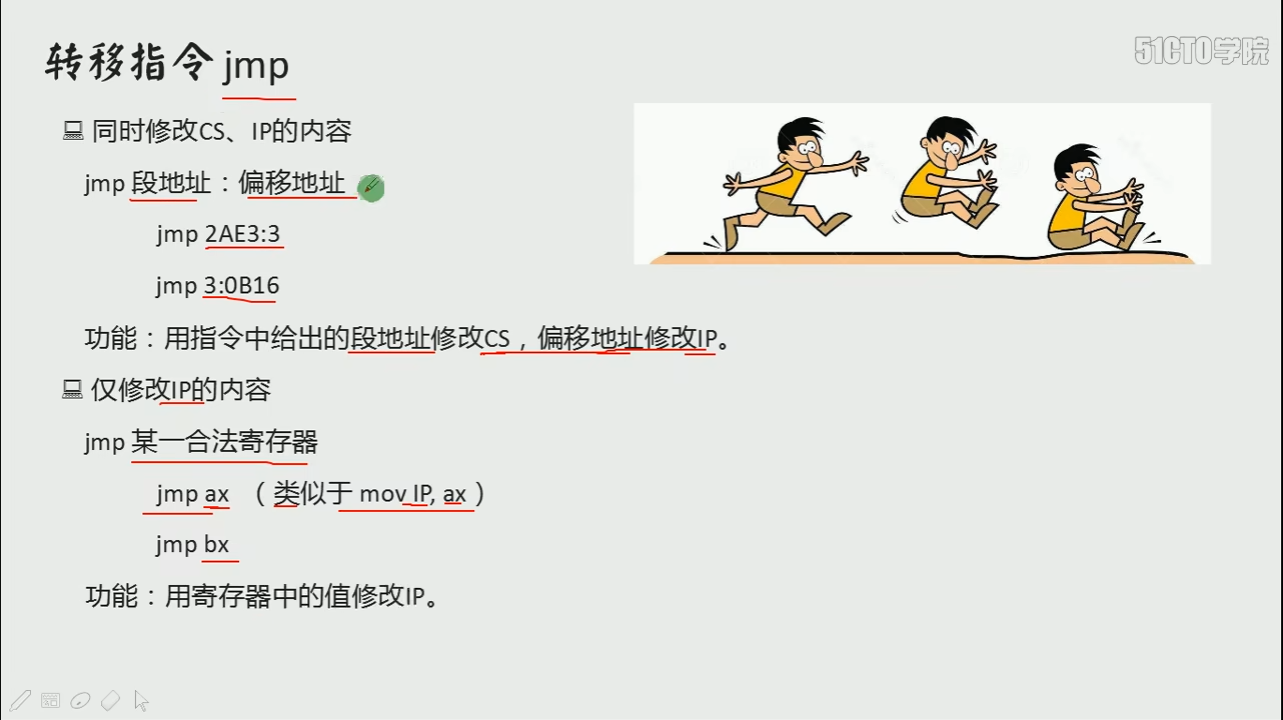 转移指令 jmp
51CTO学院
同时修改CS、IP的内容
jmp 段地址：偏移地址
jmp 2AE3:3
jmp 3:0B16
功能：用指令中给出的段地址修改CS，偏移地址修改IP。
仅修改IP的内容
jmp 某一合法寄存器
jmp ax （类似于 mov IP, ax）
jmp bx
功能：用寄存器中的值修改IP。